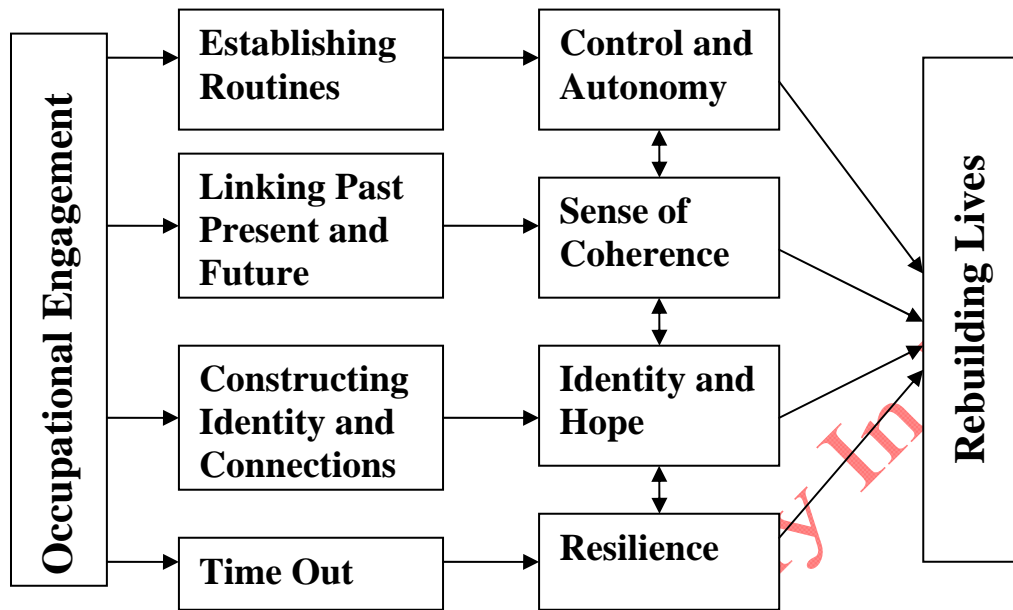 Occupational Engagement
Establishing
Routines
Control and
Autonomy
Linking Past
Present and
Future
Sense of
Coherence
Constructing
Identity and
Connections
Identity and
Hope
Time Out
Resilience
Rebuilding Lives
y In